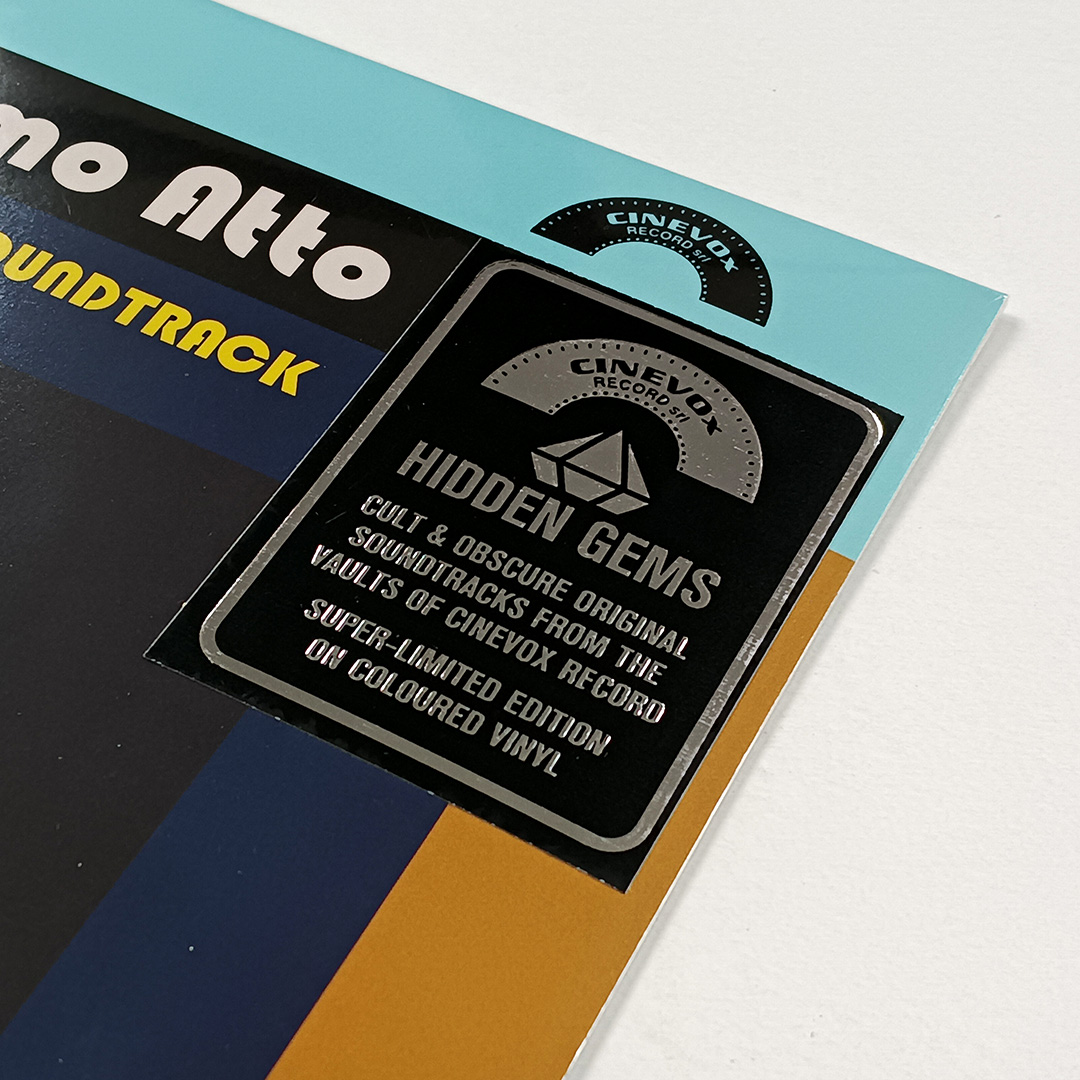 mo Atto
OUNDTRACK
CINEVOX
RECORD srl
CINEVOX
RECORD srl
HIDDEN GEMS
CULT & OBSCURE ORIGINAL
SOUNDTRACKS FROM THE
VAULTS OF CINEVOX RECORD
SUPER-LIMITED EDITION
ON COLOURED VINYL